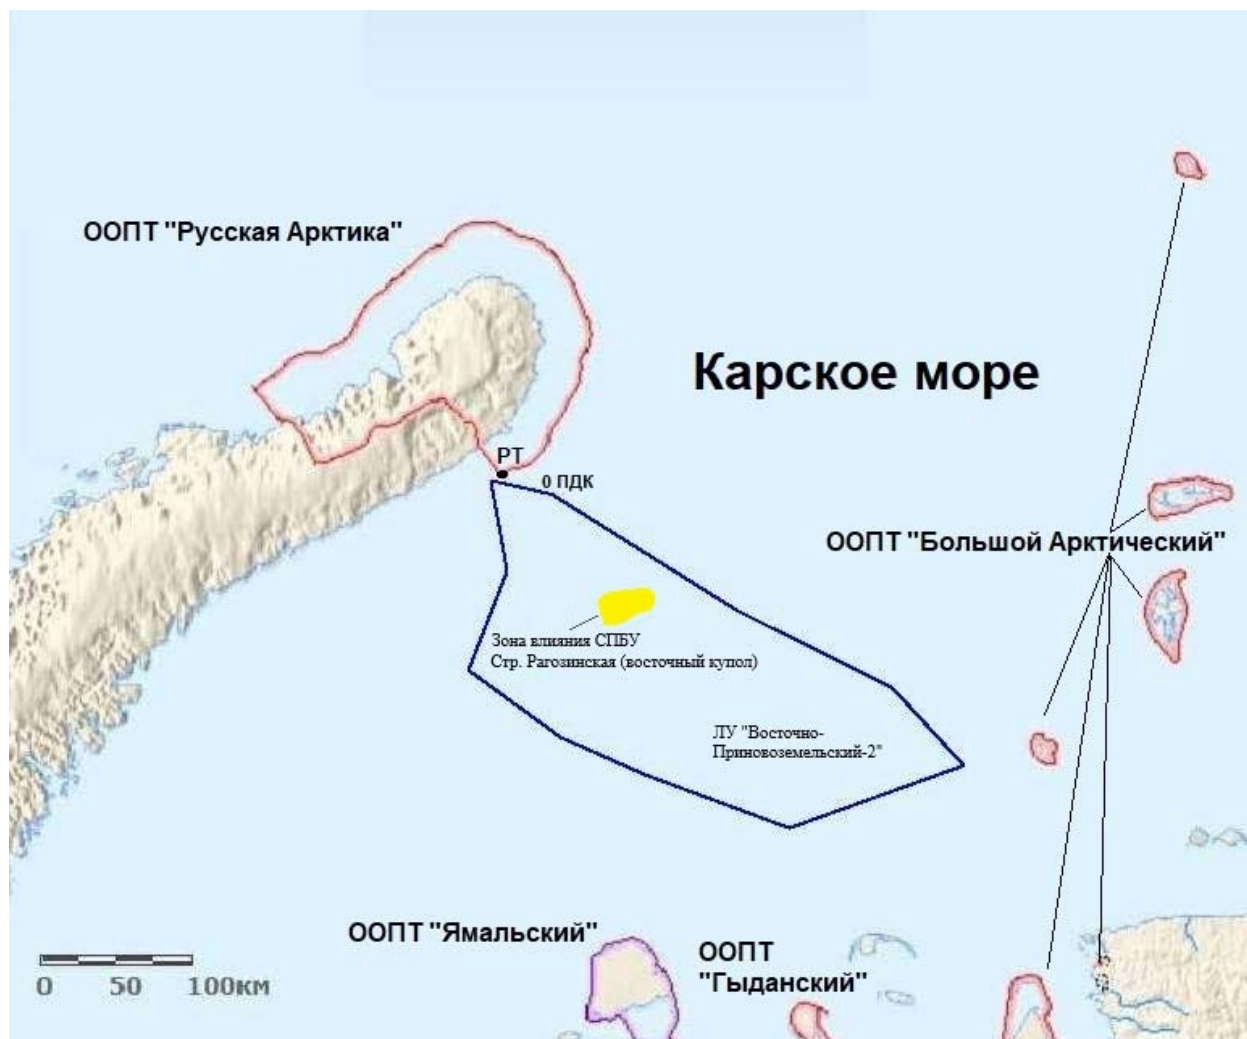 ООПТ "Русская Арктика"
Карское море
РТ
0 ПДК
ООПТ "Большой Арктический"
Зона влияния СПБУ
Стр. Рагозинская (восточный купол)
ЛУ "Восточно-
Приновоземельский-2"
ООПТ "Ямальский"
ООПТ
"Гыданский"
0 50 100км